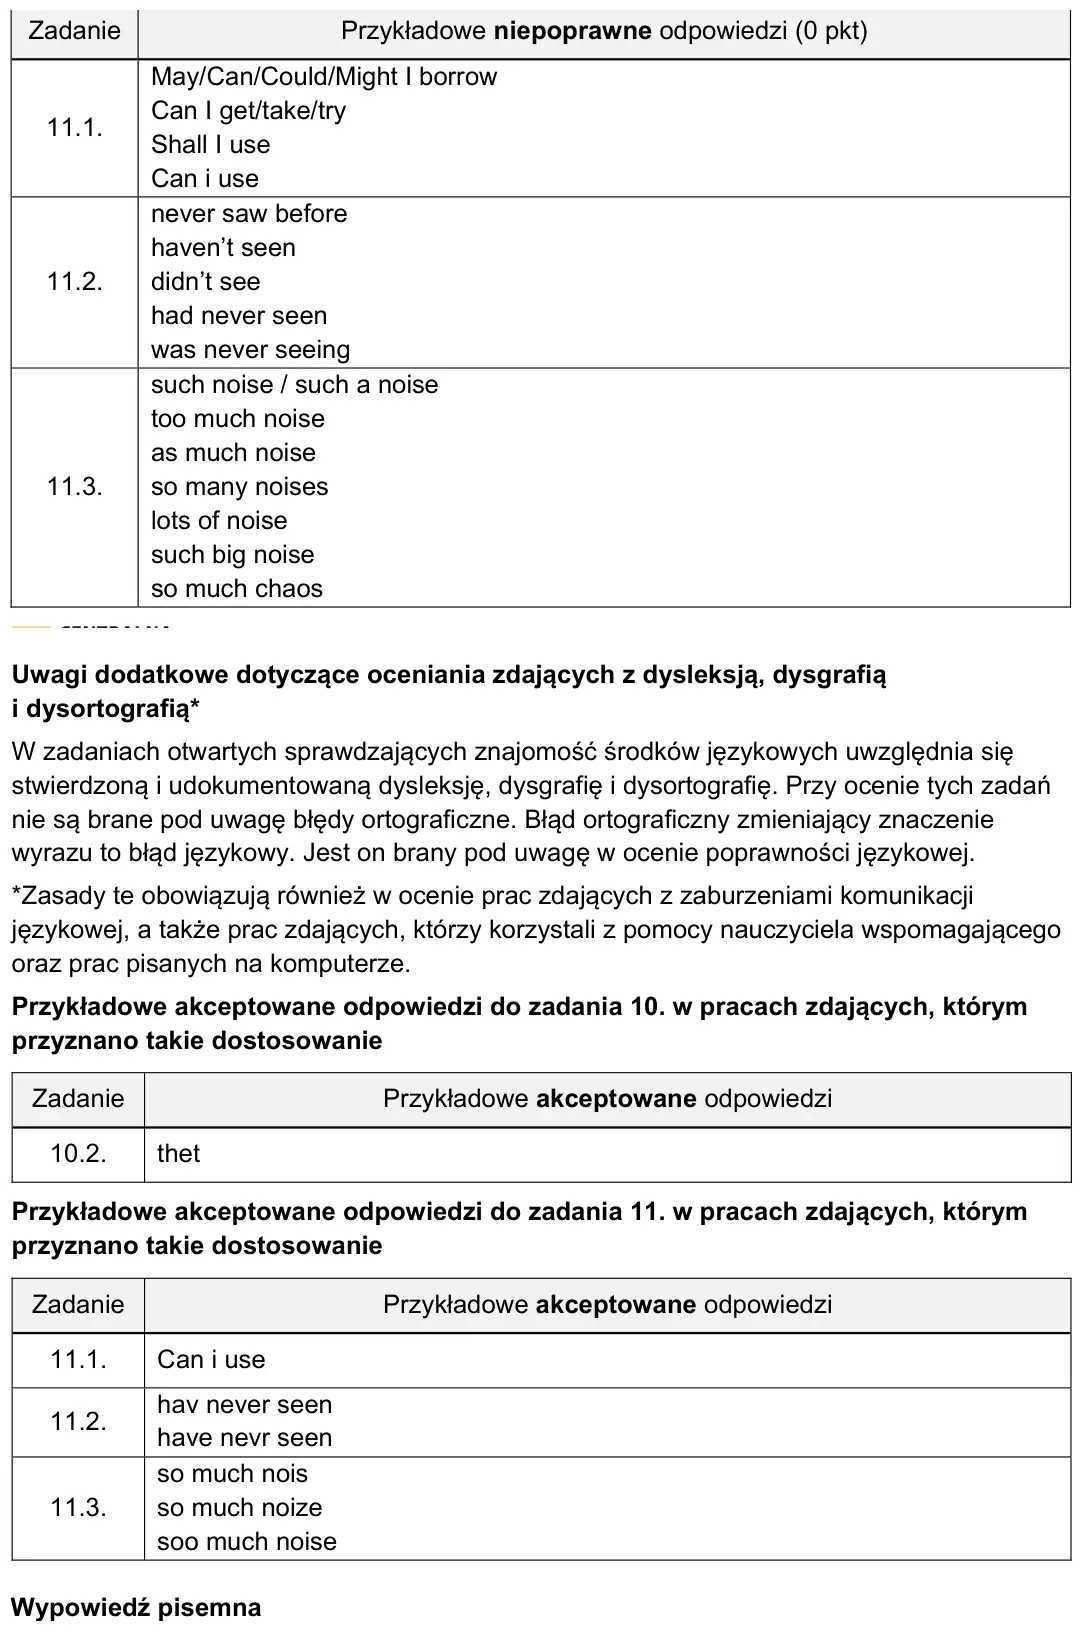 Zadanie Przykładowe niepoprawne odpowiedzi (0 pkt)
11.1.
May/Can/Could/Might I borrow
Can I get/take/try
Shall I use
Can i use
11.2.
never saw before
haven’t seen
didn’t see
had never seen
was never seeing
11.3.
such noise / such a noise
too much noise
as much noise
so many noises
lots of noise
such big noise
so much chaos
Uwagi dodatkowe dotyczące oceniania zdających z dysleksją, dysgrafią
i dysortografią*
W zadaniach otwartych sprawdzających znajomość środków językowych uwzględnia się
stwierdzoną i udokumentowaną dysleksję, dysgrafię i dysortografię. Przy ocenie tych zadań
nie są brane pod uwagę błędy ortograficzne. Błąd ortograficzny zmieniający znaczenie
wyrazu to błąd językowy. Jest on brany pod uwagę w ocenie poprawności językowej.
*Zasady te obowiązują również w ocenie prac zdających z zaburzeniami komunikacji
językowej, a także prac zdających, którzy korzystali z pomocy nauczyciela wspomagającego
oraz prac pisanych na komputerze.
Przykładowe akceptowane odpowiedzi do zadania 10. w pracach zdających, którym
przyznano takie dostosowanie
Zadanie Przykładowe akceptowane odpowiedzi
10.2. thet
Przykładowe akceptowane odpowiedzi do zadania 11. w pracach zdających, którym
przyznano takie dostosowanie
Zadanie Przykładowe akceptowane odpowiedzi
11.1. Can i use
11.2.
hav never seen
have nevr seen
11.3.
so much nois
so much noize
soo much noise
Wypowiedź pisemna